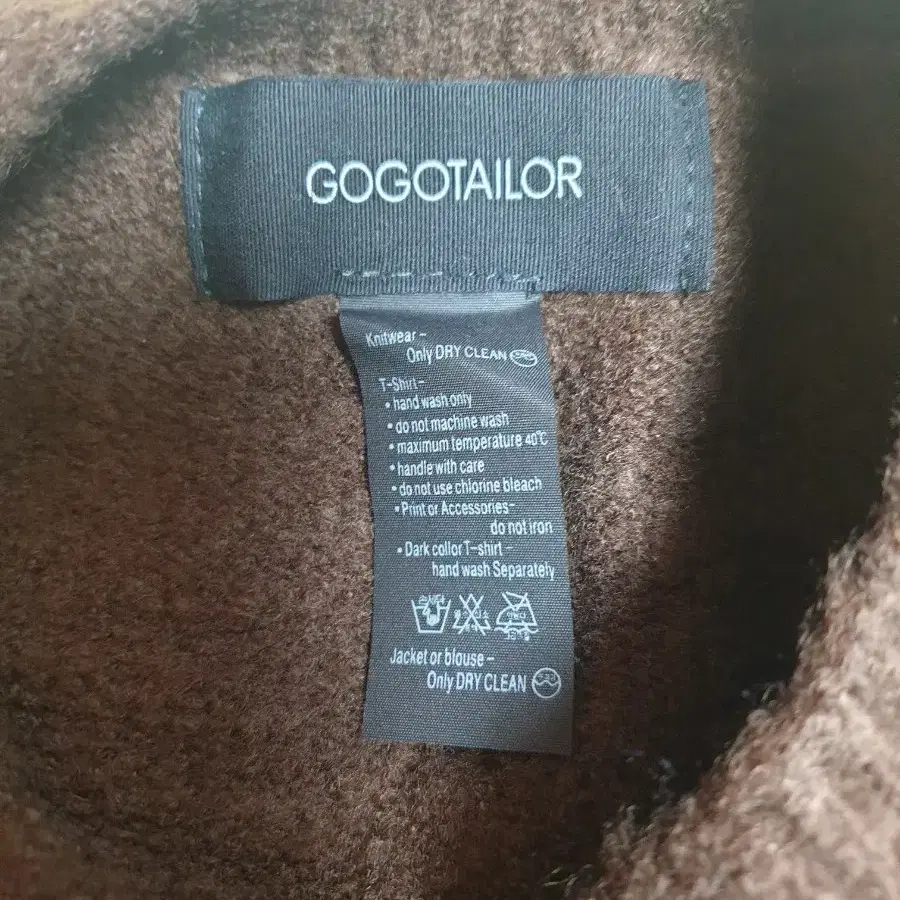 GOGOTAILOR
Knitwear -
Only DRY CLEAN
T-Shirt -
• hand wash only
• do not machine wash
• maximum temperature 40℃
• handle with care
• do not use chlorine bleach
• Print or Accessories-
do not iron
• Dark collor T-shirt -
hand wash Separately
Jacket or blouse -
Only DRY CLEAN